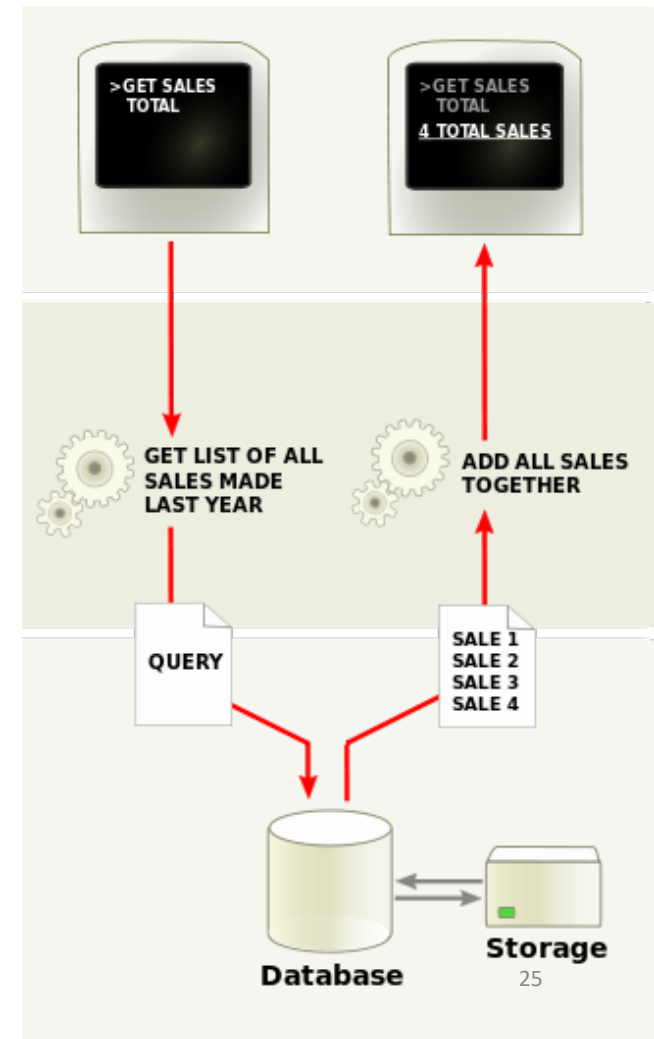 >GET SALES
TOTAL
>GET SALES
TOTAL
4 TOTAL SALES
GET LIST OF ALL
SALES MADE
LAST YEAR
ADD ALL SALES
TOGETHER
QUERY
SALE 1
SALE 2
SALE 3
SALE 4
Database
Storage
25